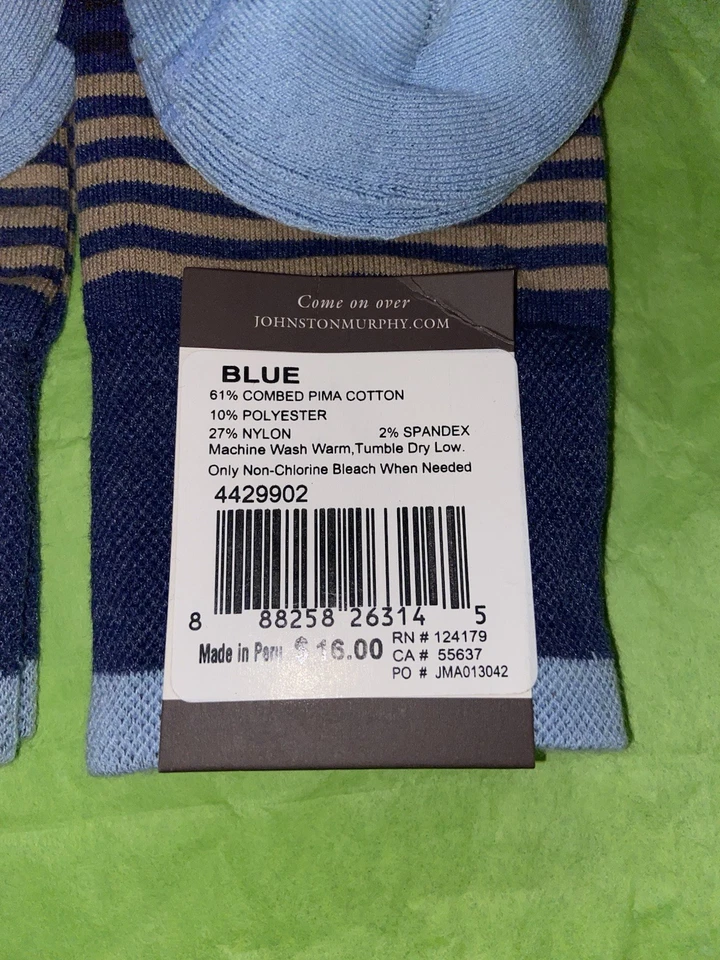 Come on over
JOHNSTONMURPHY.COM
BLUE
61% COMBED PIMA COTTON
10% POLYESTER
27% NYLON 2% SPANDEX
Machine Wash Warm,Tumble Dry Low.
Only Non-Chlorine Bleach When Needed
4429902
8 88258 26314 5
Made in Peru $ 16.00
RN # 124179
CA # 55637
PO # JMA013042